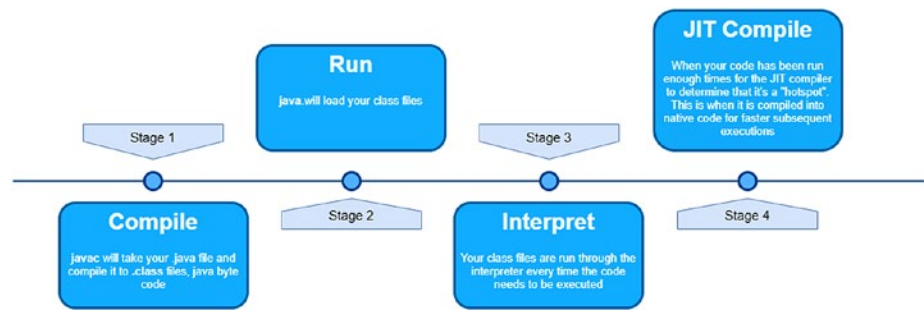 Stage 1
Compile
javac will take your .java file and
compile it to .class files, java byte
code
Run
java.will load your class files
Stage 2
Stage 3
Interpret
Your class files are run through the
interpreter every time the code
needs to be executed
JIT Compile
When your code has been run
enough times for the JIT compiler
to determine that it's a "hotspot".
This is when it is compiled into
native code for faster subsequent
executions
Stage 4